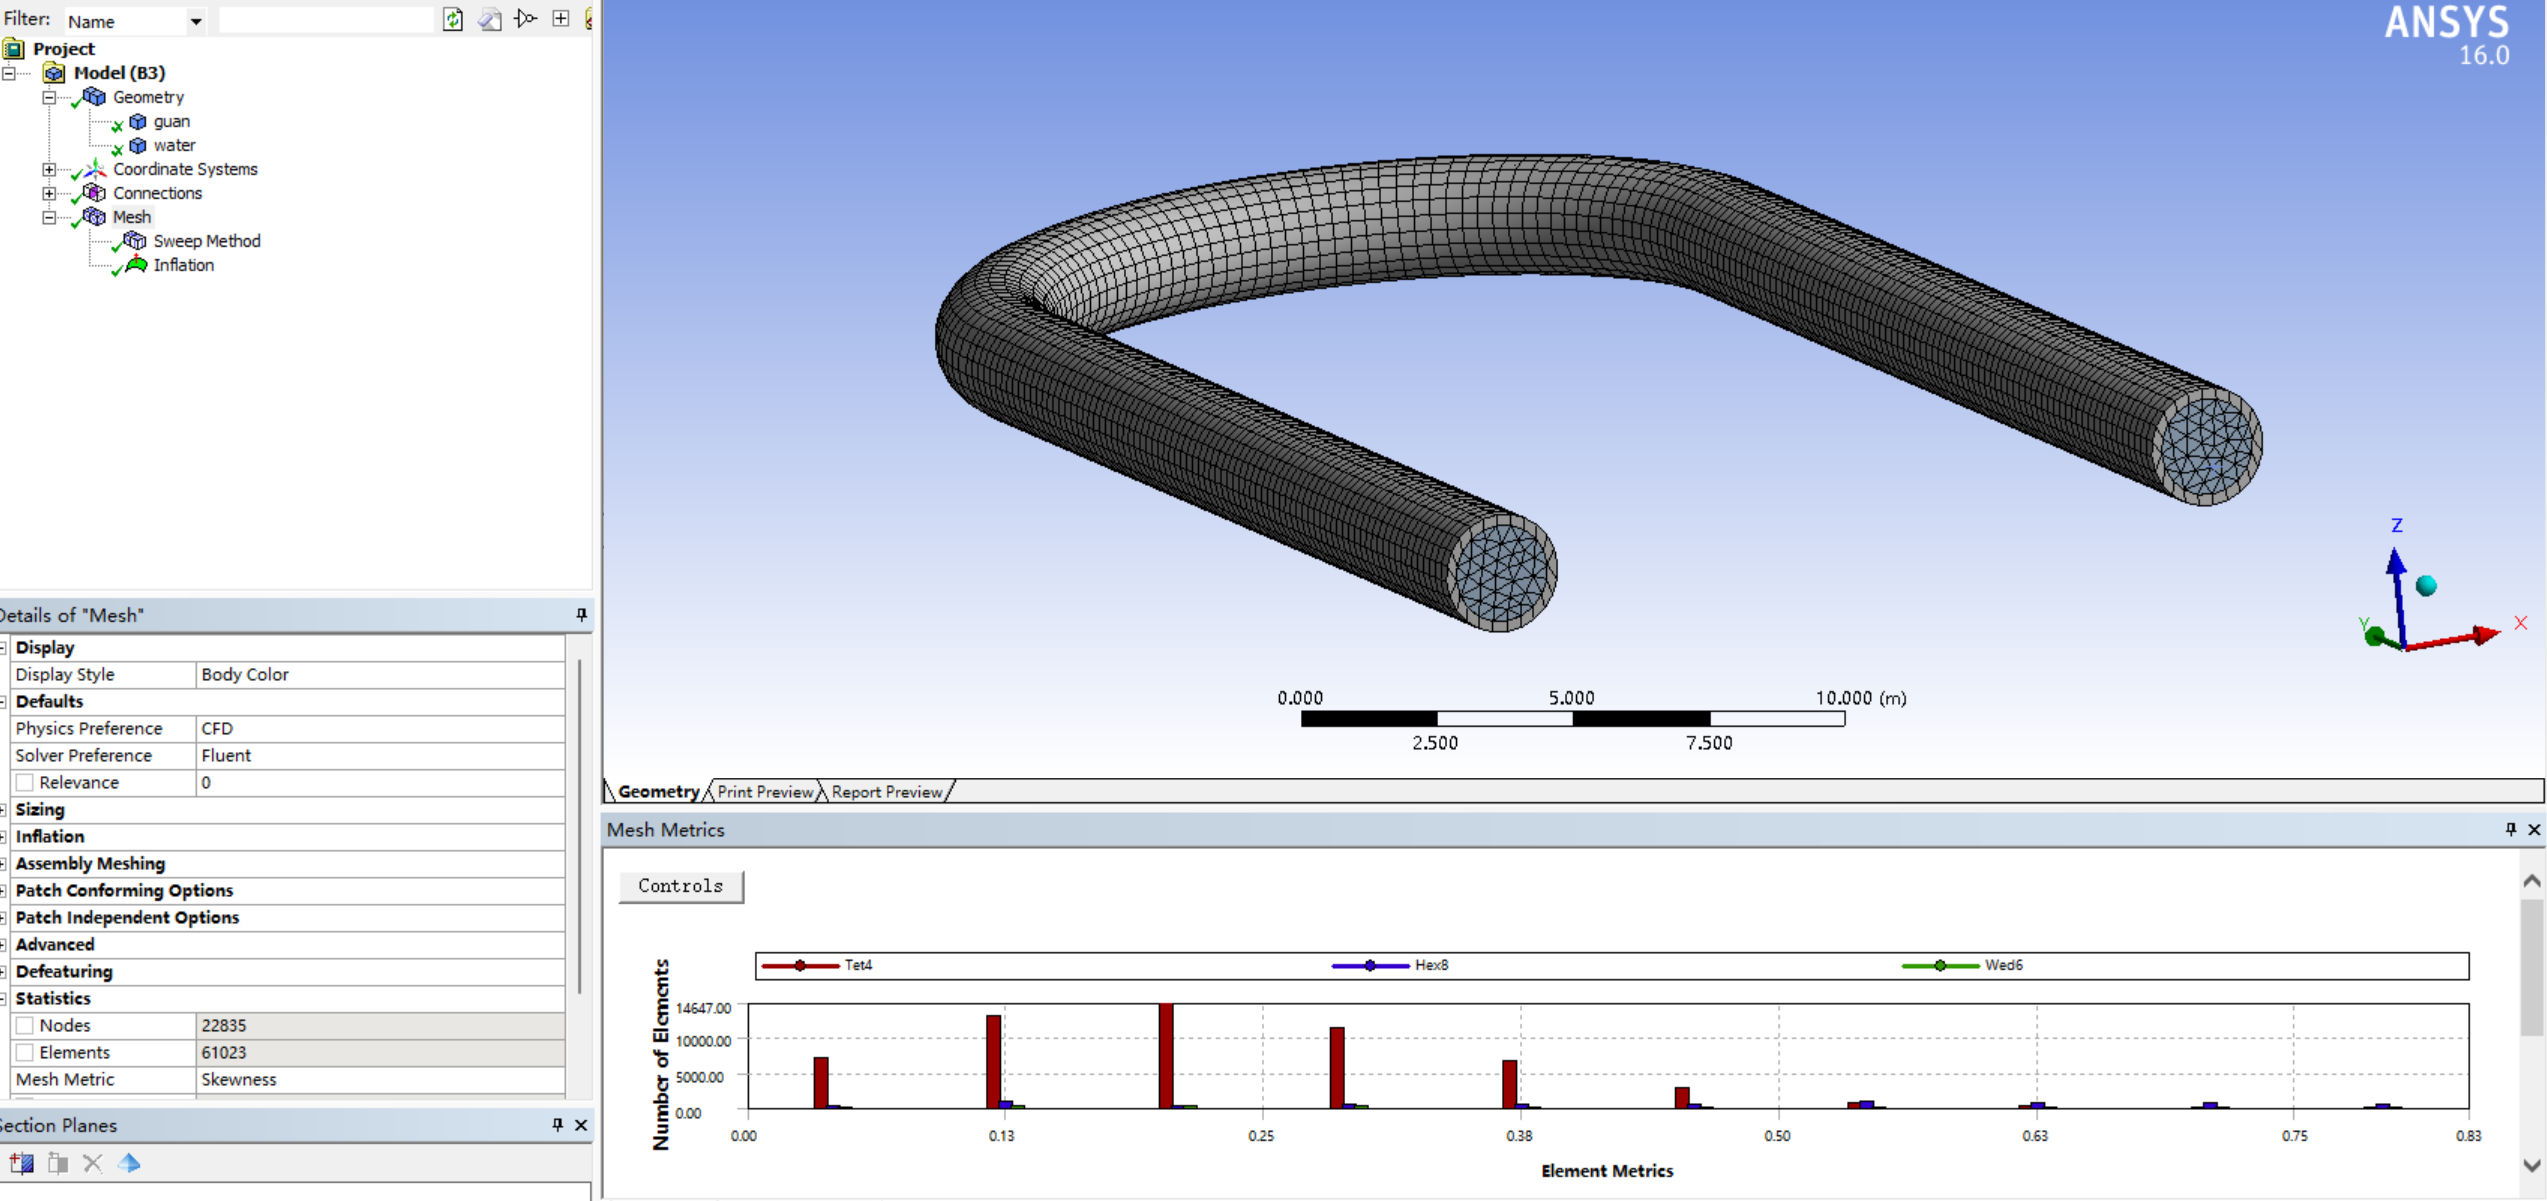 Filter: Name
Project
Model (B3)
Geometry
guan
water
Coordinate Systems
Connections
Mesh
Sweep Method
Inflation
Details of "Mesh"
Display
Display Style Body Color
Defaults
Physics Preference CFD
Solver Preference Fluent
Relevance 0
Sizing
Inflation
Assembly Meshing
Patch Conforming Options
Patch Independent Options
Advanced
Defeaturing
Statistics
Nodes 22835
Elements 61023
Mesh Metric Skewness
Section Planes
ANSYS
16.0
Z
Y
X
0.000 5.000 10.000 (m)
2.500 7.500
Geometry Print Preview Report Preview
Mesh Metrics
Controls
Tet4 Hex8 Wed6
Number of Elements
14647.00
10000.00
5000.00
0.00
0.00 0.13 0.25 0.38 0.50 0.63 0.75 0.83
Element Metrics